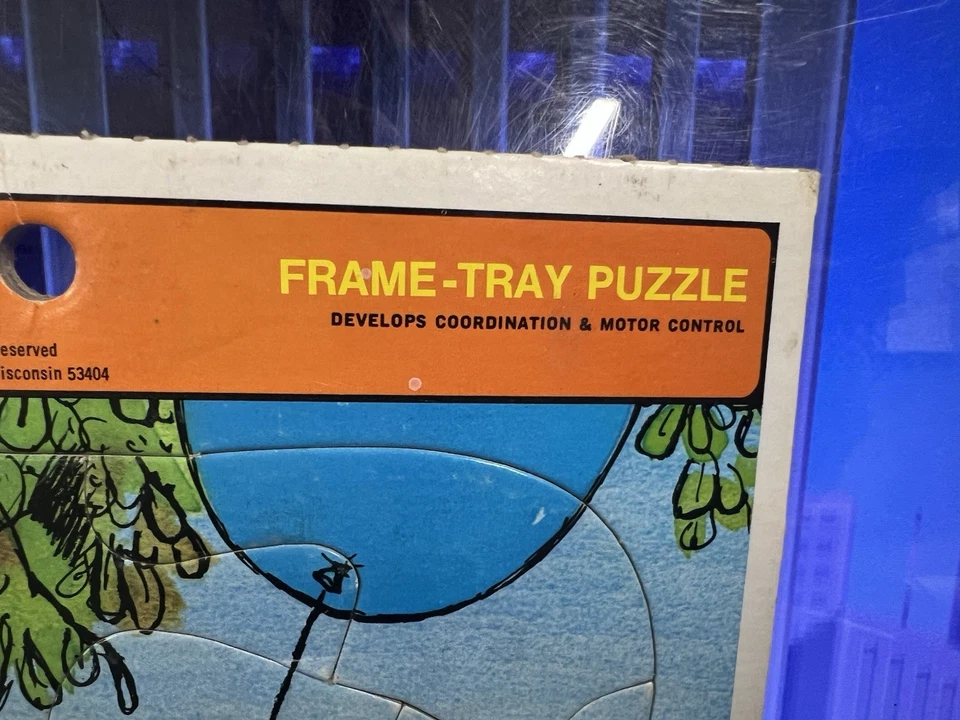 FRAME-TRAY PUZZLE
DEVELOPS COORDINATION & MOTOR CONTROL
eserved
isconsin 53404